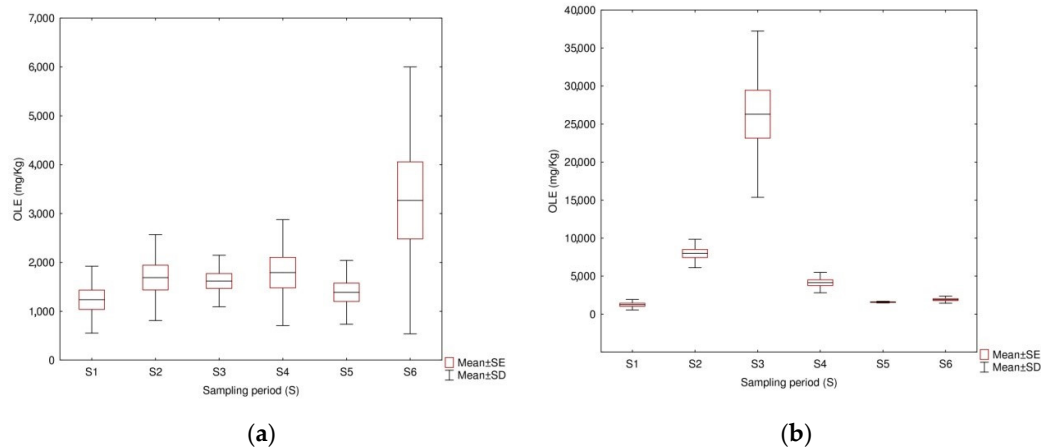 7,000
6,000
5,000
4,000
3,000
2,000
1,000
0
OLE (mg/Kg)
S1 S2 S3 S4 S5 S6
Sampling period (S)
Mean±SE
Mean±SD
(a)
40,000
35,000
30,000
25,000
20,000
15,000
10,000
5,000
0
OLE (mg/Kg)
S1 S2 S3 S4 S5 S6
Sampling period (S)
Mean±SE
Mean±SD
(b)